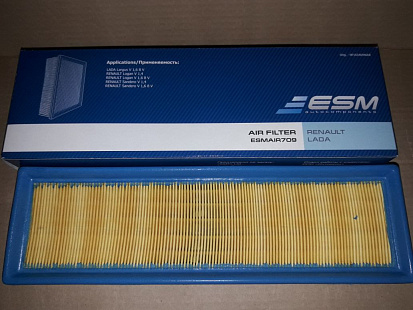 Applications/Применяемость:
LADA Largus V 1,6 8 V
RENAULT Logan V 1,4
RENAULT Logan V 1,6 8 V
RENAULT Sandero V 1,4
RENAULT Sandero V 1,6 8 V
ESM
autocomponents
AIR FILTER
ESMAIR709
RENAULT
LADA